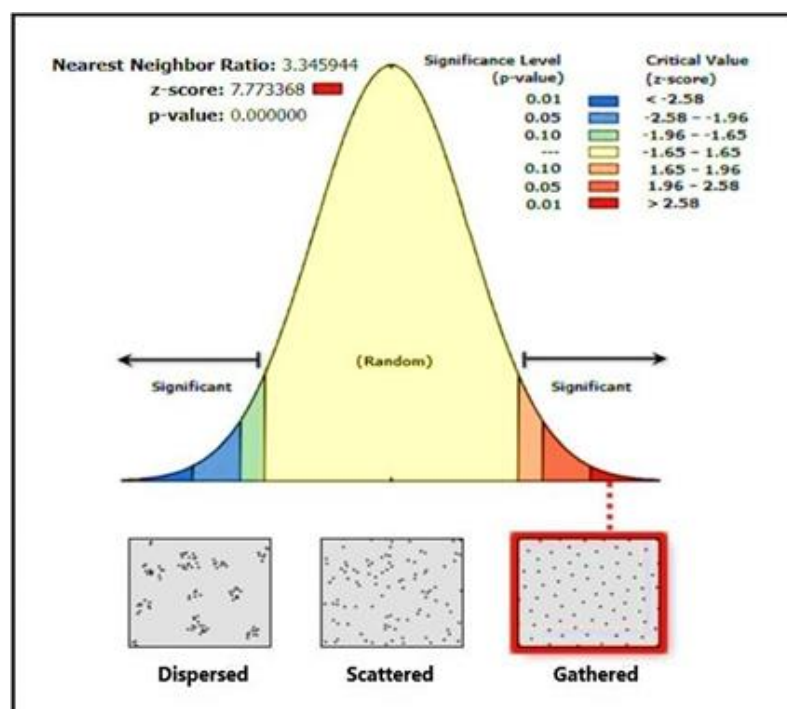 Nearest Neighbor Ratio: 3.345944
z-score: 7.773368
p-value: 0.000000
Significance Level Critical Value
(p-value) (z-score)
0.01 < -2.58
0.05 -2.58 – -1.96
0.10 -1.96 – -1.65
--- -1.65 – 1.65
0.10 1.65 – 1.96
0.05 1.96 – 2.58
0.01 > 2.58
Significant (Random) Significant
Dispersed Scattered Gathered